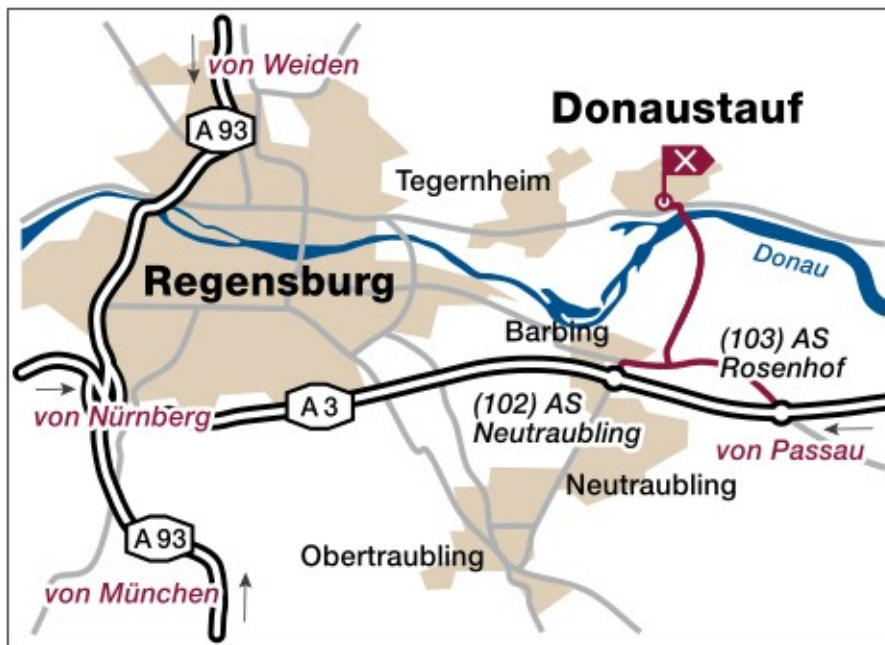 von Weiden
A 93
Donaustauf
Tegernheim
Donau
Regensburg
Barbing
(103) AS
Rosenhof
von Nürnberg
A 3
(102) AS
Neutraubling
von Passau
Neutraubling
A 93
Obertraubling
von München